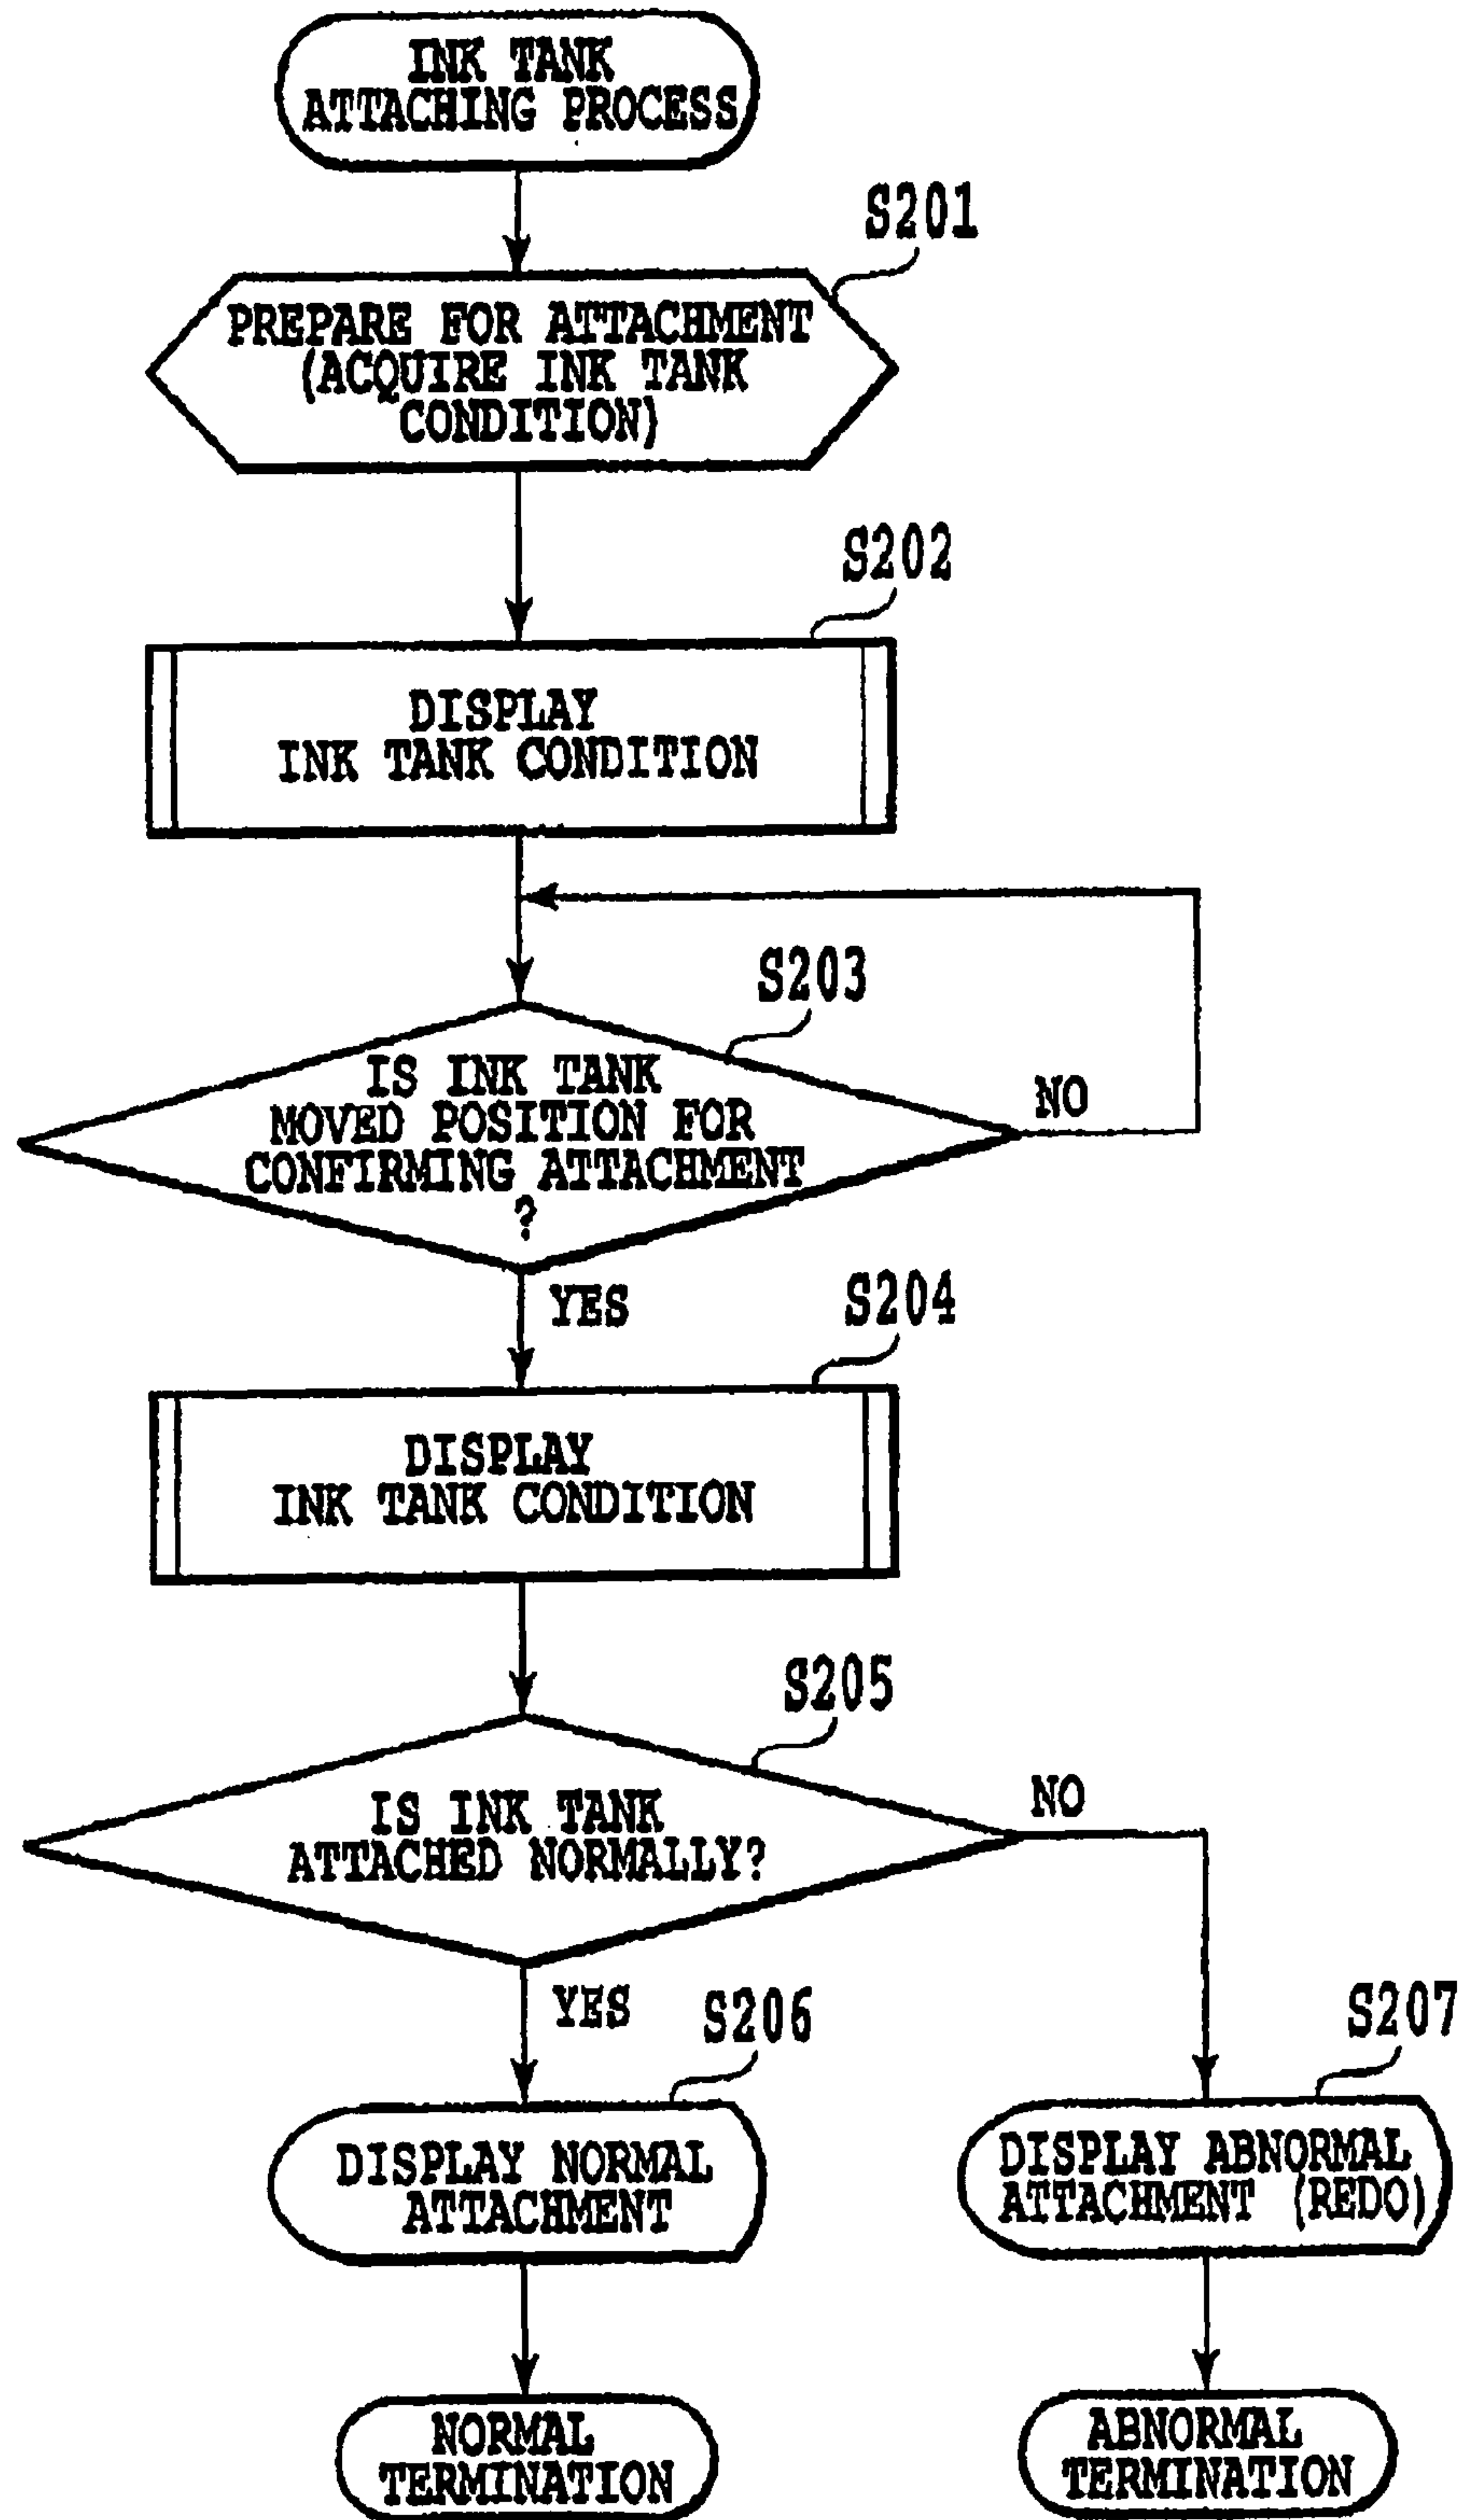 INK TANK
ATTACHING PROCESS
S201
PREPARE FOR ATTACHMENT
(ACQUIRE INK TANK
CONDITION)
S202
DISPLAY
INK TANK CONDITION
S203
IS INK TANK
MOVED POSITION FOR
CONFIRMING ATTACHMENT
?
NO
YES
S204
DISPLAY
INK TANK CONDITION
S205
IS INK TANK
ATTACHED NORMALLY?
NO
YES
S206
S207
DISPLAY NORMAL
ATTACHMENT
DISPLAY ABNORMAL
ATTACHMENT (REDO)
NORMAL
TERMINATION
ABNORMAL
TERMINATION